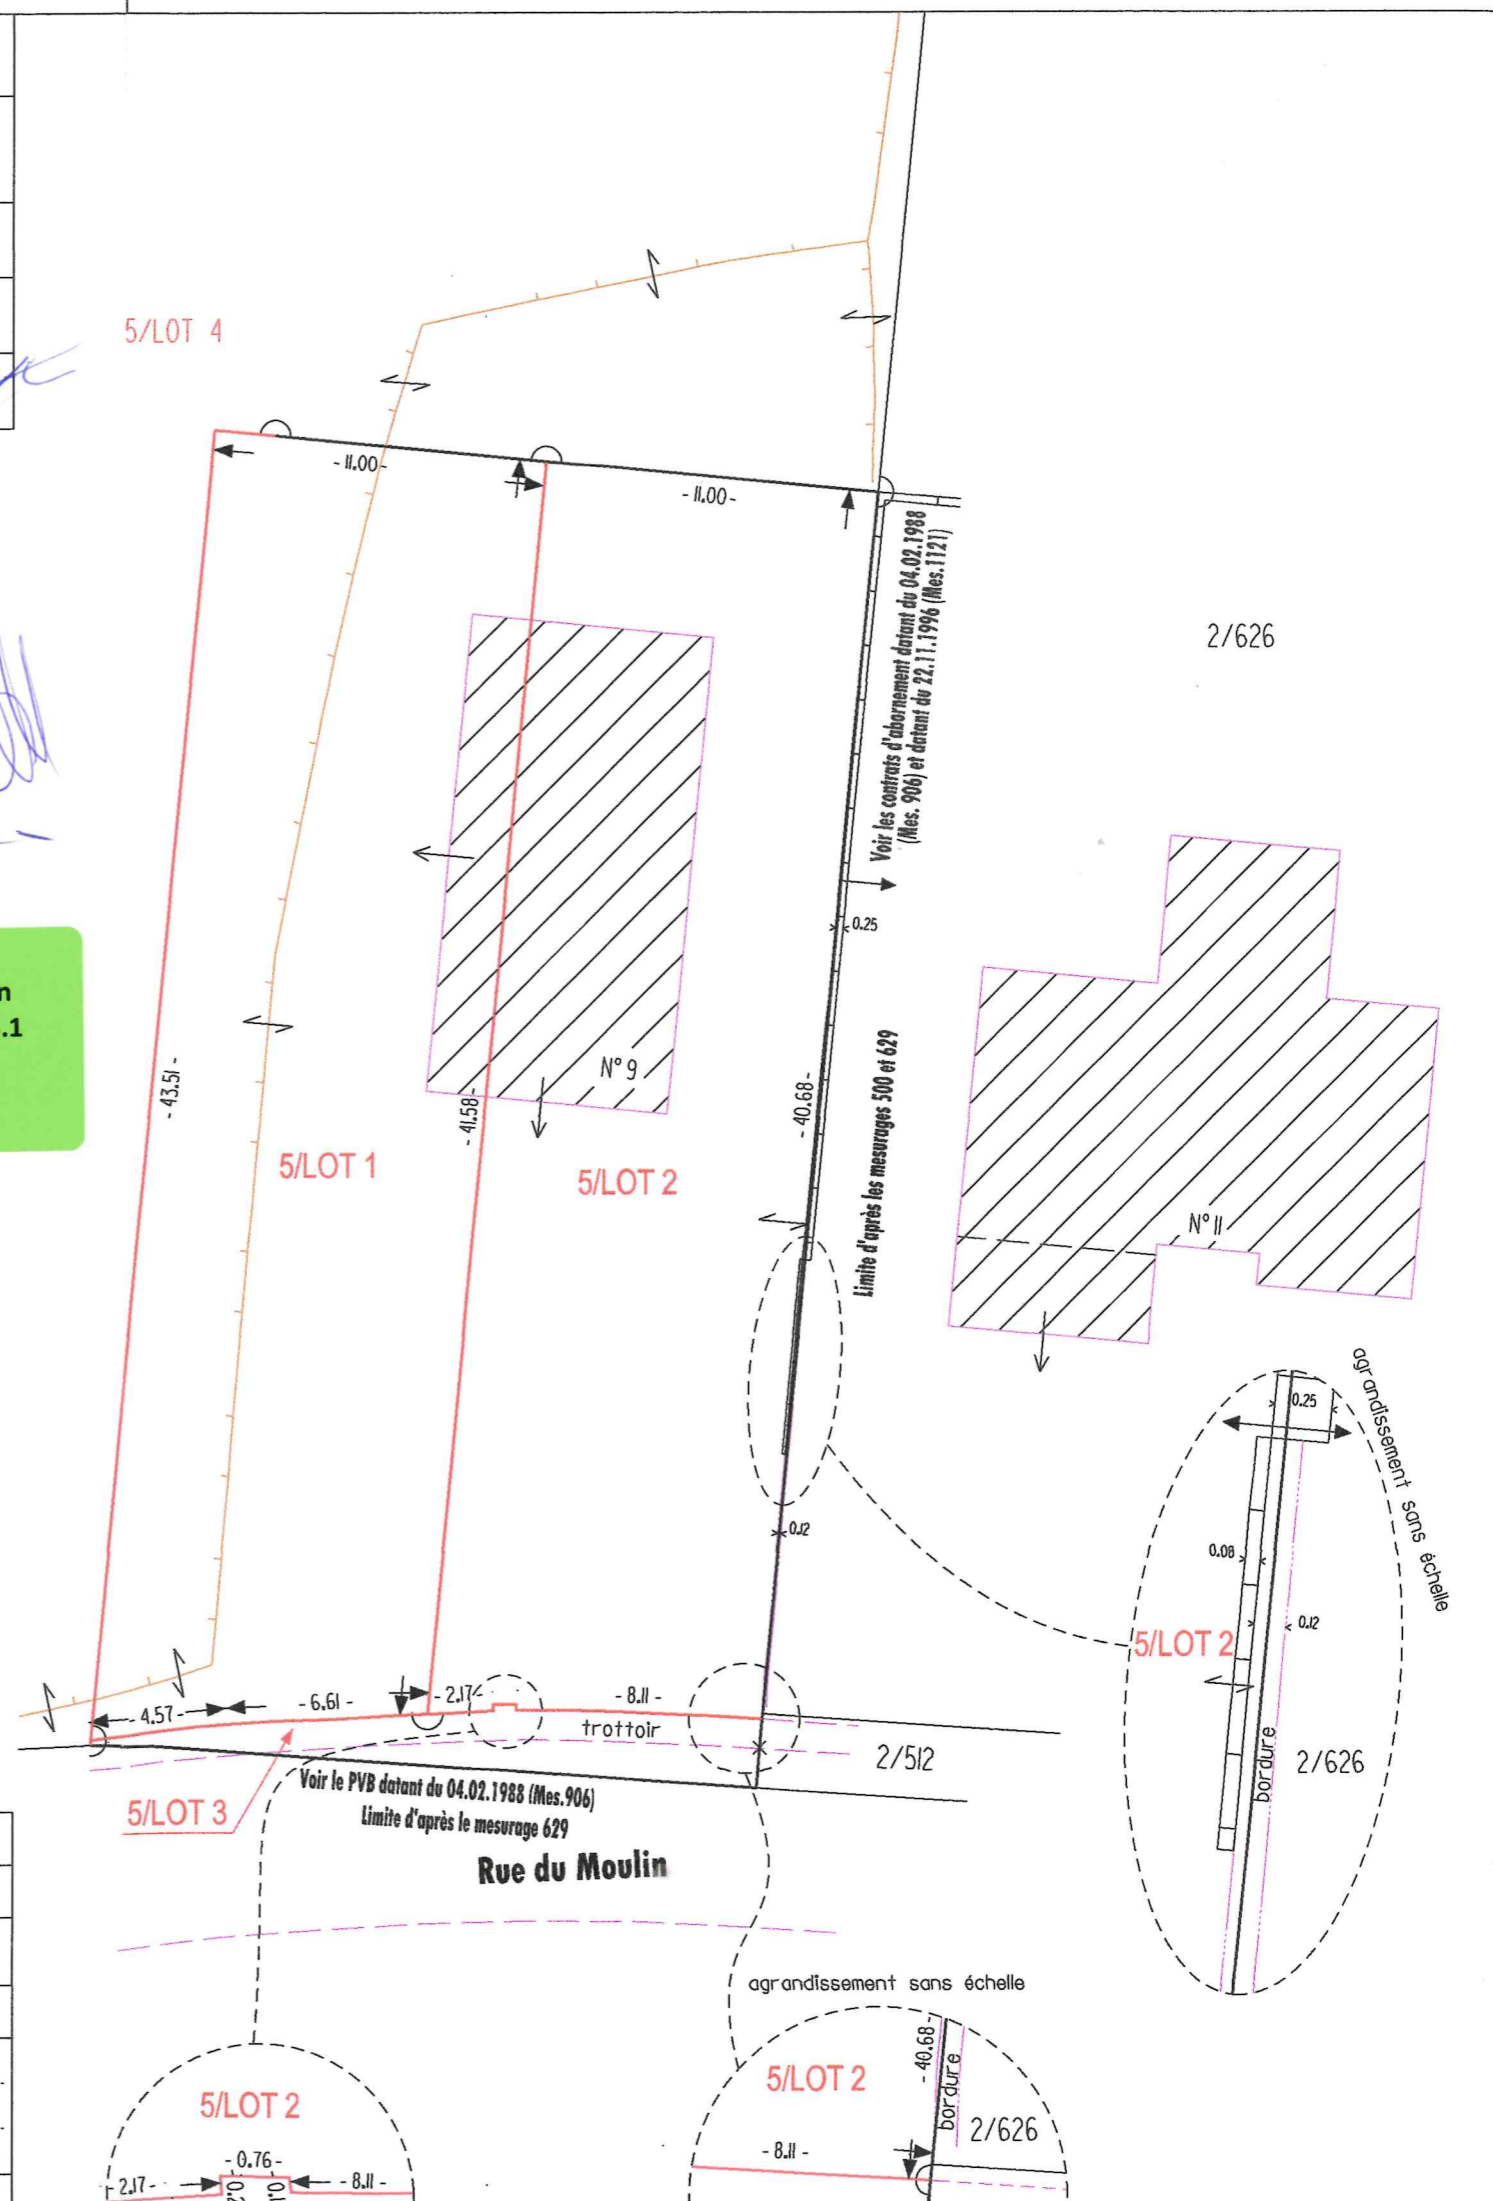 5/LOT 4
- 11.00 -
- 11.00 -
Voir les contrats d'abornement datant du 04.02.1988
(Mes. 906) et datant du 22.11.1996 (Mes.1121)
2/626
0.25
n
.1
N° 9
- 43.51 -
- 41.58 -
- 40.68 -
Limite d'après les mesurages 500 et 629
5/LOT 1
5/LOT 2
N° 11
agrandissement sans échelle
0.25
0.12
0.08
0.12
5/LOT 2
bordure
2/626
- 4.57 -
- 6.61 -
- 2.17 -
- 8.11 -
trottoir
2/512
5/LOT 3
Voir le PVB datant du 04.02.1988 (Mes.906)
Limite d'après le mesurage 629
Rue du Moulin
agrandissement sans échelle
5/LOT 2
- 0.76 -
- 2.17 -
- 8.11 -
5/LOT 2
- 40.68 -
bordure
2/626
- 8.11 -